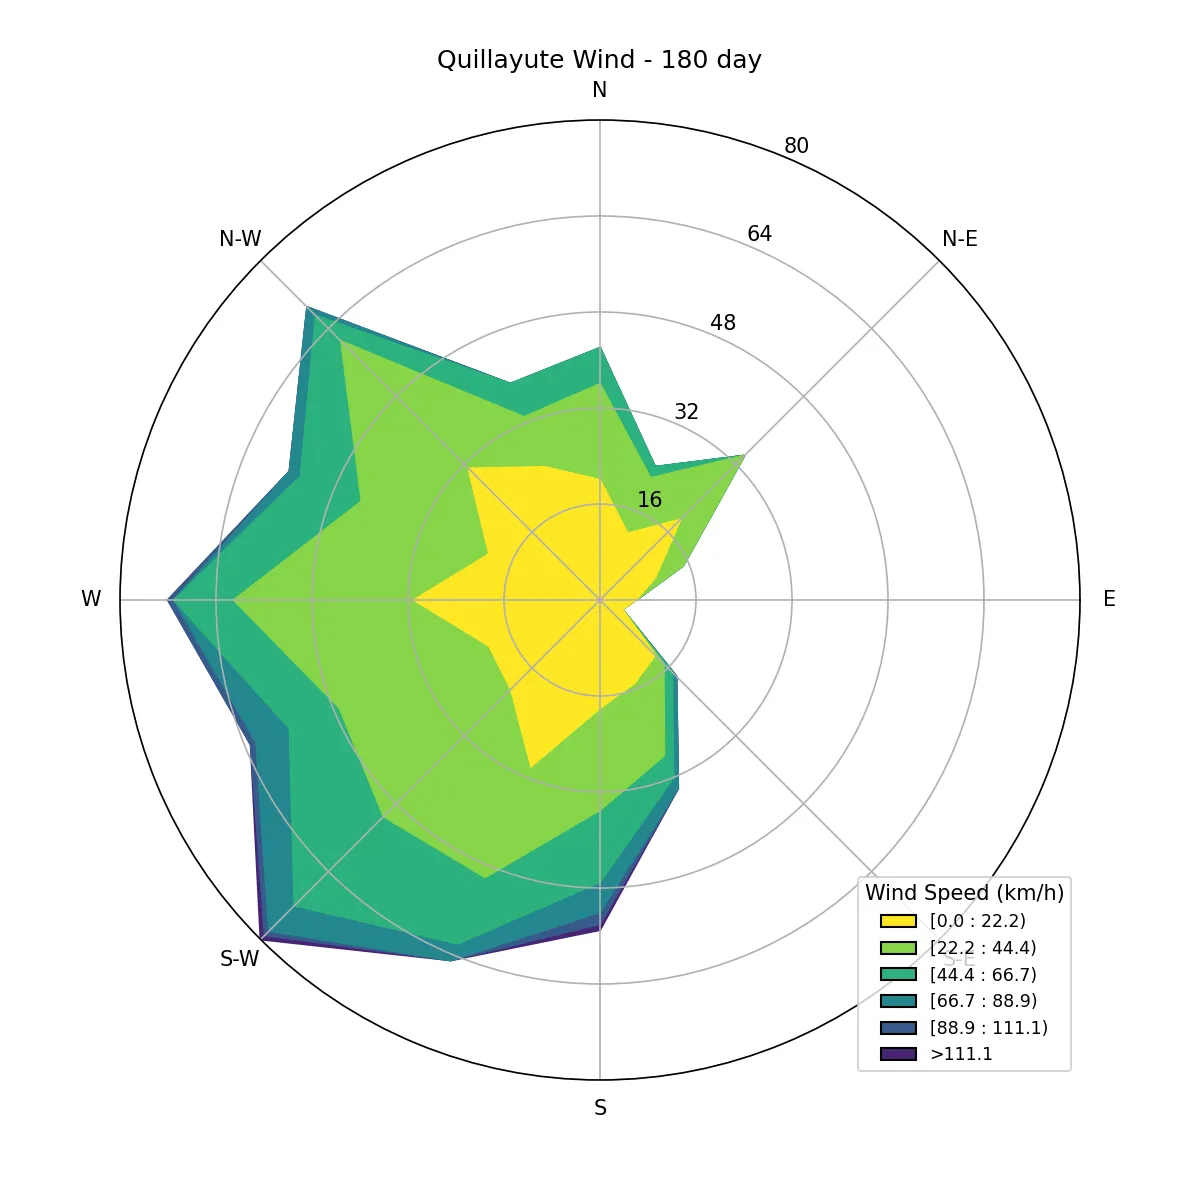 Quillayute Wind - 180 day
N
80
64
N-W
N-E
48
32
16
W
E
Wind Speed (km/h)
[0.0 : 22.2)
[22.2 : 44.4)
S-W
S-E
[44.4 : 66.7)
[66.7 : 88.9)
[88.9 : 111.1)
>111.1
S